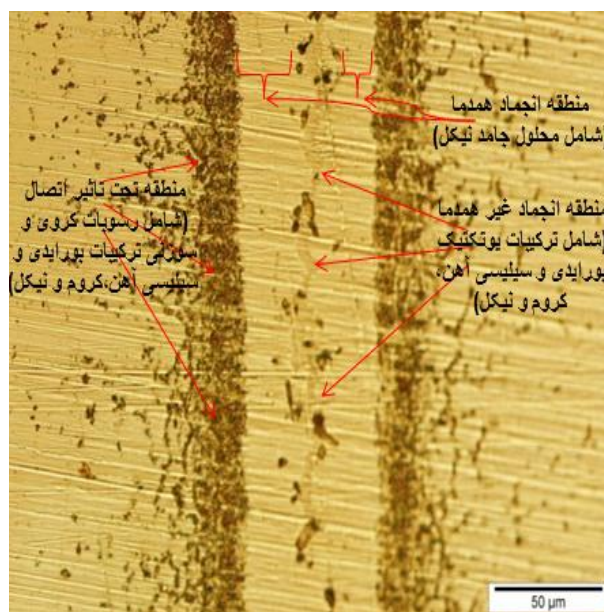 منطقه انجماد همدما
(شامل محلول جامد نیکل)
منطقه تحت تاثیر اتصال
(شامل رسوبات کروی و
سوزنی ترکیبات بورایدی و
سیلیسی آهن،کروم و نیکل)
منطقه انجماد غیر همدما
(شامل ترکیبات یوتکتیک
بورایدی و سیلیسی آهن،
کروم و نیکل)
50 µm